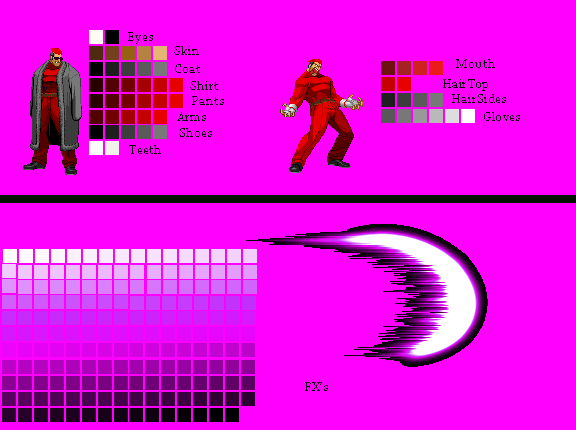 Eyes
Skin
Coat
Shirt
Pants
Arms
Shoes
Teeth
Mouth
Hair Top
HairSides
Gloves
FX's